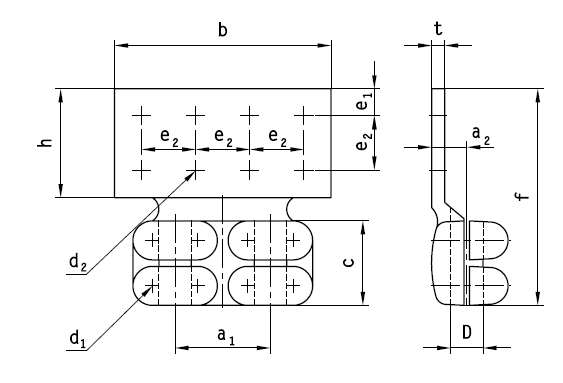 b
t
h
e₁
e₂ e₂ e₂
e₂
a₂
f
d₂
c
d₁
a₁
D